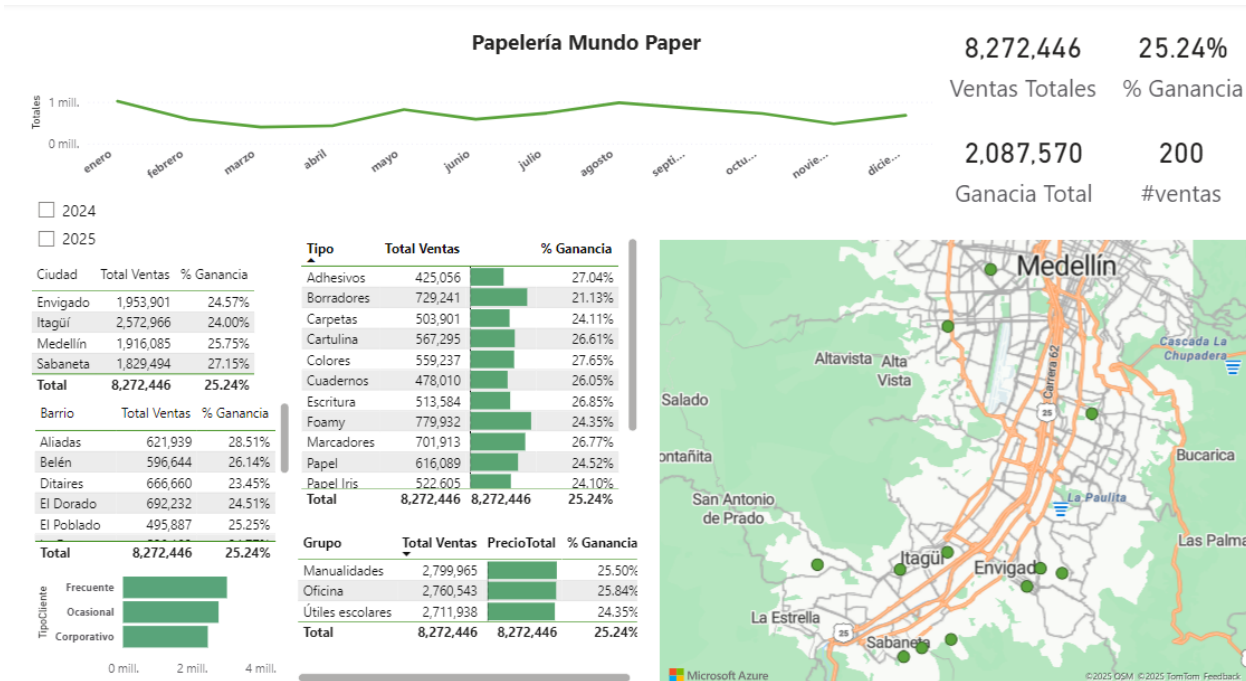 Papelería Mundo Paper
8,272,446
25.24%
Ventas Totales
% Ganancia
2,087,570
200
Ganacia Total
#ventas
Totales
1 mill.
0 mill.
enero
febrero
marzo
abril
mayo
junio
julio
agosto
septi...
octu...
novie...
dicie...
2024
2025
Ciudad Total Ventas % Ganancia
Envigado 1,953,901 24.57%
Itagüí 2,572,966 24.00%
Medellín 1,916,085 25.75%
Sabaneta 1,829,494 27.15%
Total 8,272,446 25.24%
Barrio Total Ventas % Ganancia
Aliadas 621,939 28.51%
Belén 596,644 26.14%
Ditaires 666,660 23.45%
El Dorado 692,232 24.51%
El Poblado 495,887 25.25%
Total 8,272,446 25.24%
TipoCliente
Frecuente
Ocasional
Corporativo
0 mill. 2 mill. 4 mill.
Tipo Total Ventas % Ganancia
Adhesivos 425,056 27.04%
Borradores 729,241 21.13%
Carpetas 503,901 24.11%
Cartulina 567,295 26.61%
Colores 559,237 27.65%
Cuadernos 478,010 26.05%
Escritura 513,584 26.85%
Foamy 779,932 24.35%
Marcadores 701,913 26.77%
Papel 616,089 24.52%
Papel Iris 522,605 24.10%
Total 8,272,446 8,272,446 25.24%
Grupo Total Ventas PrecioTotal % Ganancia
Manualidades 2,799,965 25.50%
Oficina 2,760,543 25.84%
Útiles escolares 2,711,938 24.35%
Total 8,272,446 8,272,446 25.24%
Medellín
Cascada La
Chupadera
Altavista Alta
Vista
Carrera 62
Salado
25
ontañita
Bucarica
San Antonio
de Prado
La Paulita
Las Palma
Itagüí
Envigad
La Estrella
25
Sabaneta
Microsoft Azure
©2025 OSM ©2025 TomTom Feedback